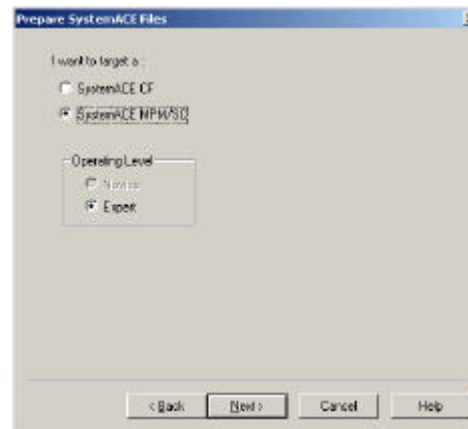 Prepare SystemACE Files
I want to target a :
SystemACE CF
SystemACE MPM/SC
Operating Level
Novice
Expert
< Back
Next >
Cancel
Help